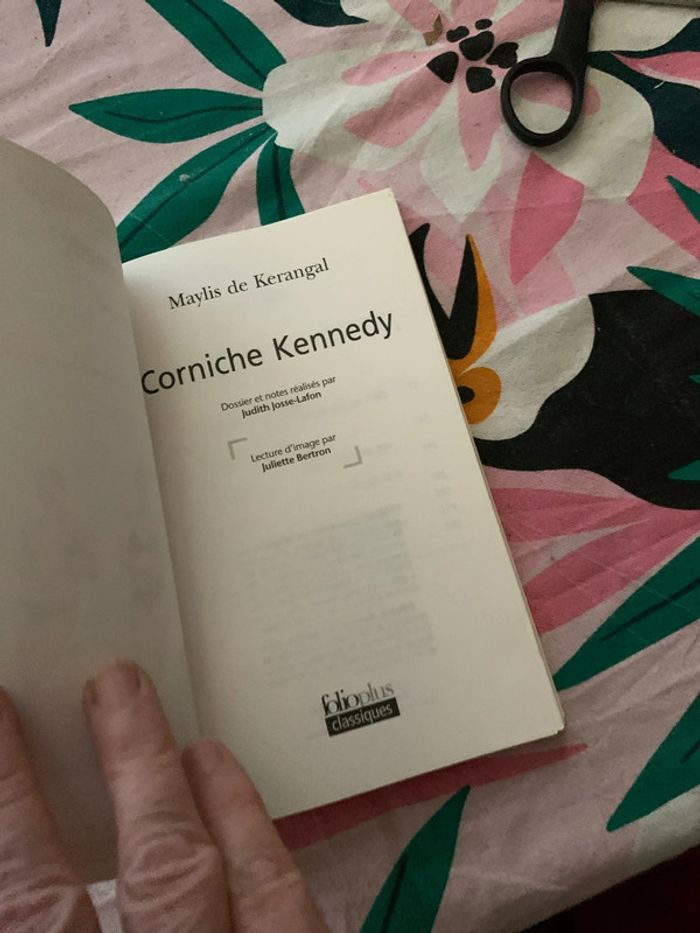 Maylis de Kerangal
Corniche Kennedy
Dossier et notes réalisés par
Judith Josse-Lafon
Lecture d'image par
Juliette Bertron
folioplus
classiques